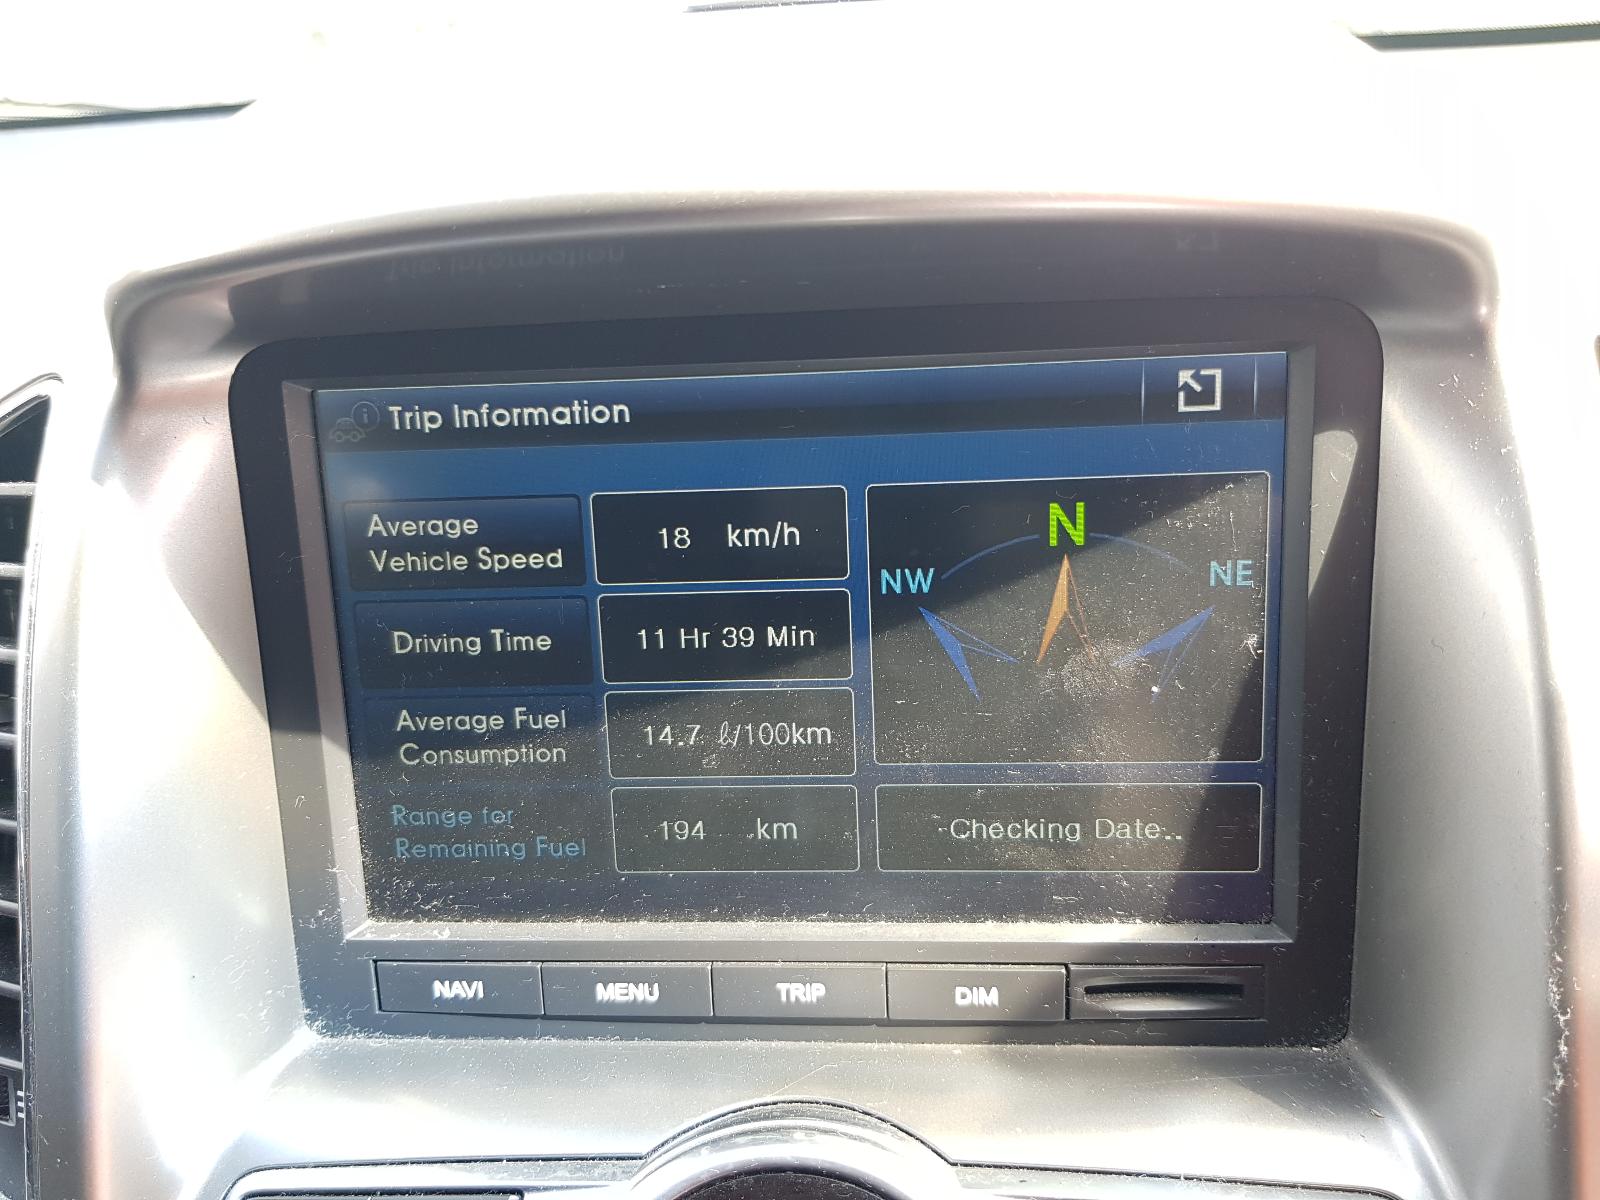 Trip Information
Average
Vehicle Speed
18 km/h
Driving Time
11 Hr 39 Min
Average Fuel
Consumption
14.7 ℓ/100km
Range for
Remaining Fuel
194 km
N
NW
NE
Checking Date..
NAVI
MENU
TRIP
DIM